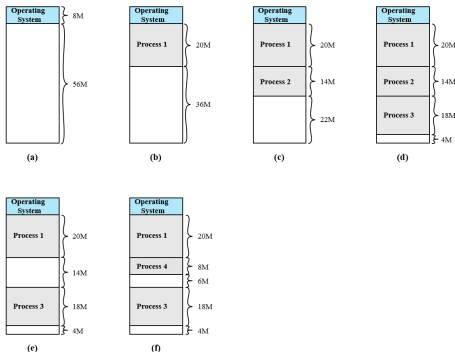 Operating
System
8M
56M
(a)
Operating
System
Process 1
20M
36M
(b)
Operating
System
Process 1
20M
Process 2
14M
22M
(c)
Operating
System
Process 1
20M
Process 2
14M
Process 3
18M
4M
(d)
Operating
System
Process 1
20M
14M
Process 3
18M
4M
(e)
Operating
System
Process 1
20M
Process 4
8M
6M
Process 3
18M
4M
(f)